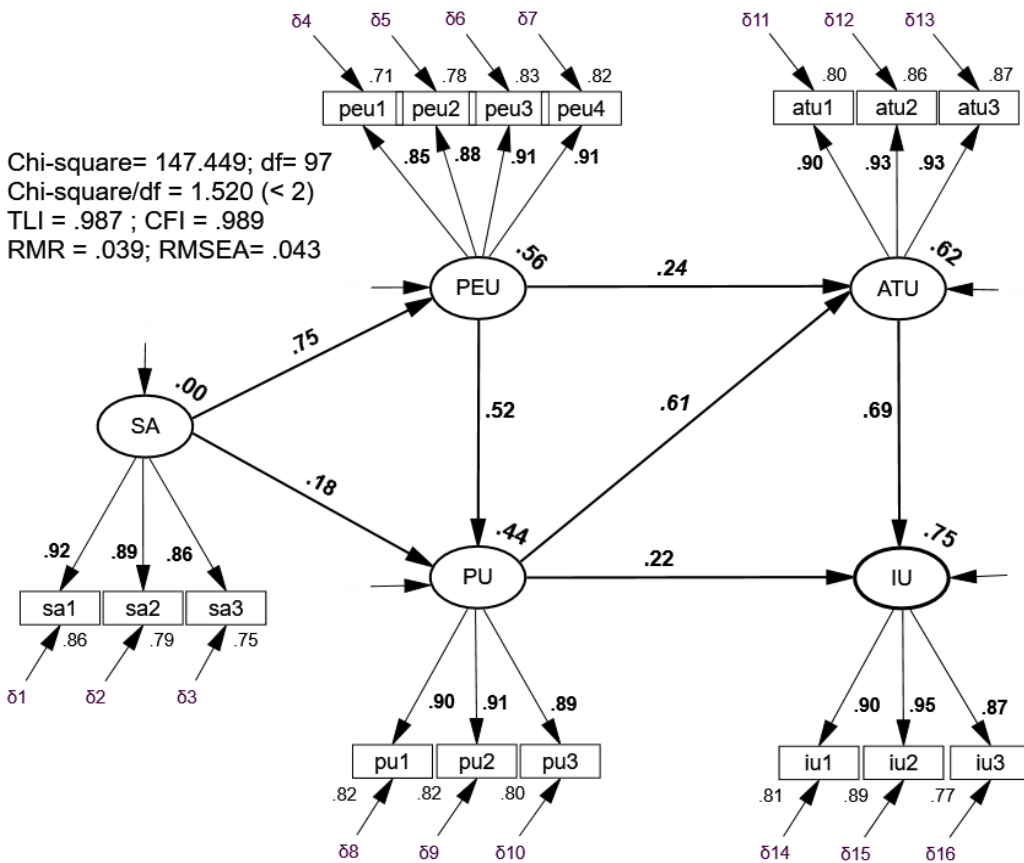 δ4 δ5 δ6 δ7 δ11 δ12 δ13
.71 .78 .83 .82 .80 .86 .87
peu1 peu2 peu3 peu4 atu1 atu2 atu3
.85 .88 .91 .91 .90 .93 .93
Chi-square= 147.449; df= 97
Chi-square/df = 1.520 (< 2)
TLI = .987 ; CFI = .989
RMR = .039; RMSEA= .043
.56 .62
PEU .24 ATU
.75
.00
SA .52 .61 .69
.18
.44 .75
PU .22 IU
.92 .89 .86
sa1 sa2 sa3
.86 .79 .75
δ1 δ2 δ3
.90 .91 .89 .90 .95 .87
pu1 pu2 pu3 iu1 iu2 iu3
.82 .82 .80 .81 .89 .77
δ8 δ9 δ10 δ14 δ15 δ16